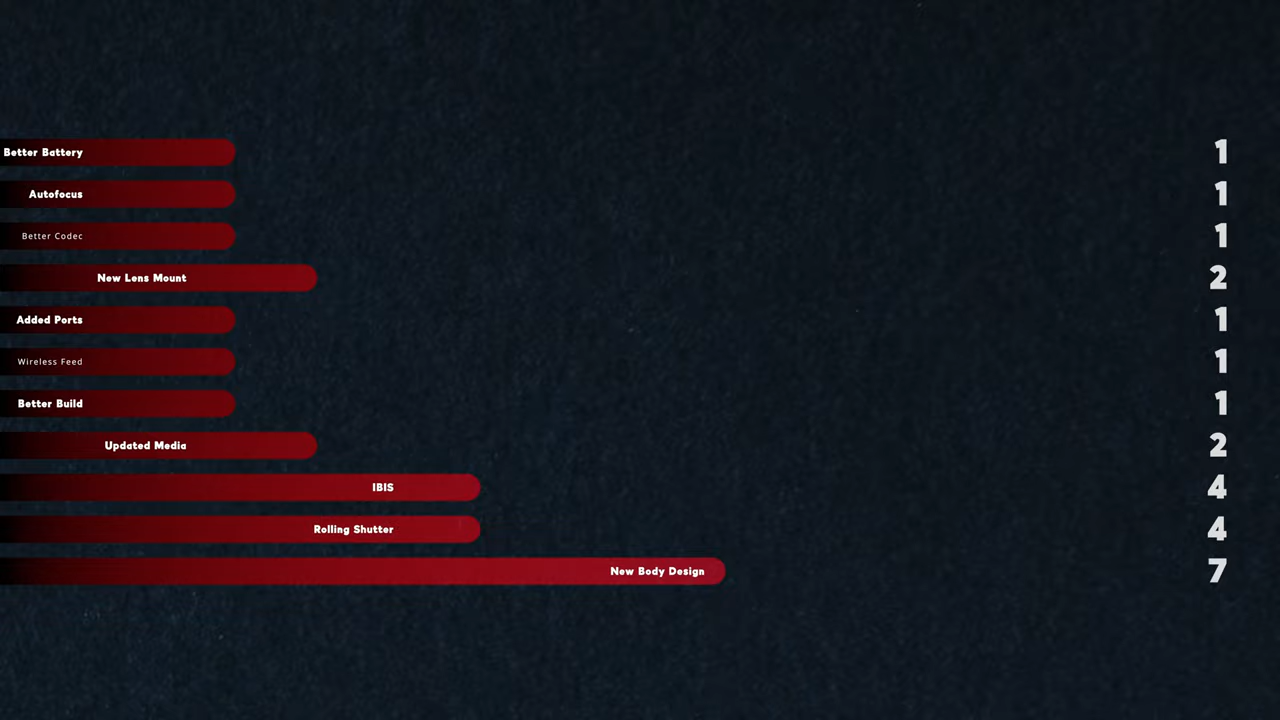 Better Battery 1
Autofocus 1
Better Codec 1
New Lens Mount 2
Added Ports 1
Wireless Feed 1
Better Build 1
Updated Media 2
IBIS 4
Rolling Shutter 4
New Body Design 7